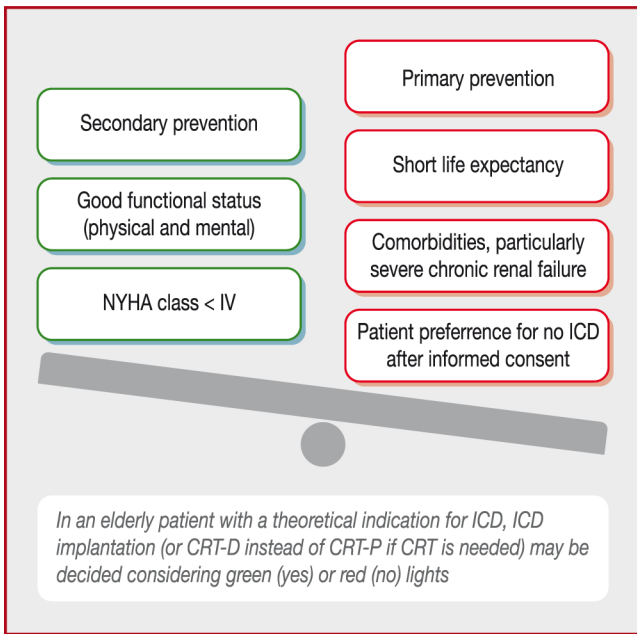 Secondary prevention
Good functional status
(physical and mental)
NYHA class < IV
Primary prevention
Short life expectancy
Comorbidities, particularly
severe chronic renal failure
Patient preferrence for no ICD
after informed consent
In an elderly patient with a theoretical indication for ICD, ICD
implantation (or CRT-D instead of CRT-P if CRT is needed) may be
decided considering green (yes) or red (no) lights